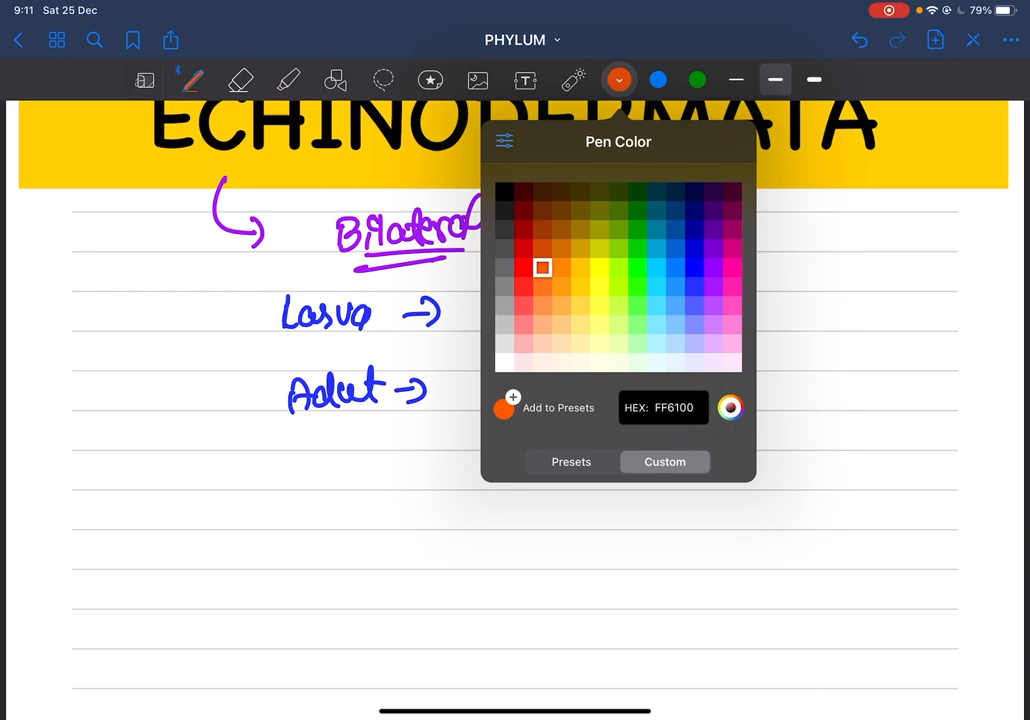 9:11 Sat 25 Dec 79%
PHYLUM
T
ECHINODERMATA
Pen Color
Bilateral
Larva →
Adult →
Add to Presets HEX: FF6100
Presets Custom